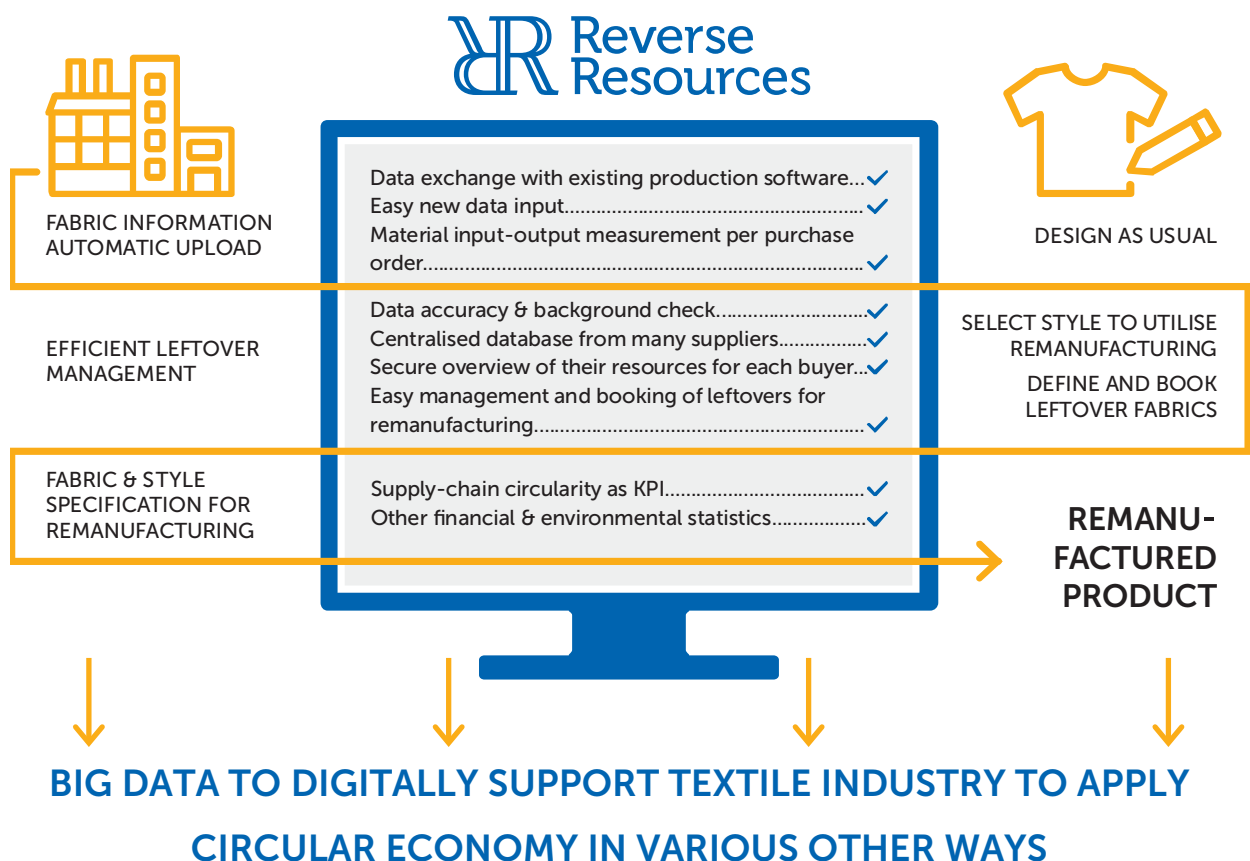 Reverse
Resources
FABRIC INFORMATION
AUTOMATIC UPLOAD
EFFICIENT LEFTOVER
MANAGEMENT
FABRIC & STYLE
SPECIFICATION FOR
REMANUFACTURING
Data exchange with existing production software...
Easy new data input
Material input-output measurement per purchase
order
Data accuracy & background check
Centralised database from many suppliers
Secure overview of their resources for each buyer...
Easy management and booking of leftovers for
remanufacturing
Supply-chain circularity as KPI
Other financial & environmental statistics
DESIGN AS USUAL
SELECT STYLE TO UTILISE
REMANUFACTURING
DEFINE AND BOOK
LEFTOVER FABRICS
REMANU-
FACTURED
PRODUCT
BIG DATA TO DIGITALLY SUPPORT TEXTILE INDUSTRY TO APPLY
CIRCULAR ECONOMY IN VARIOUS OTHER WAYS